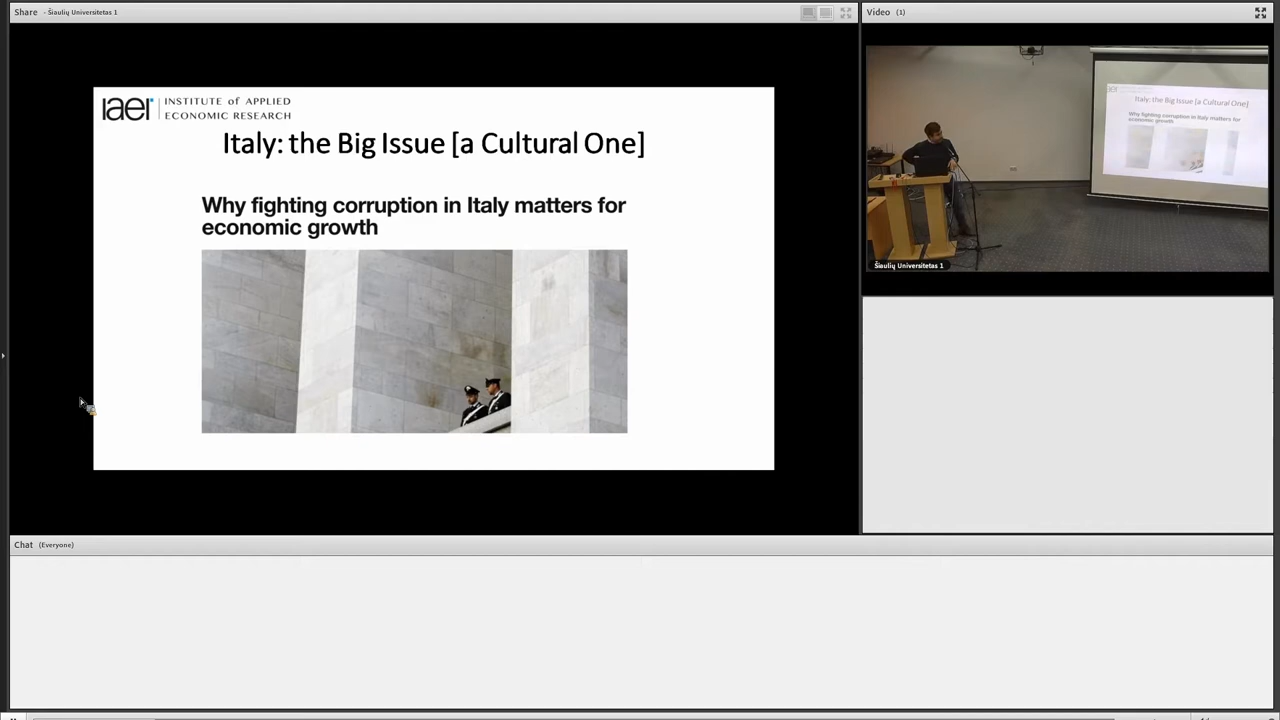 Share - Šiaulių Universitetas 1
Video (1)
iaer INSTITUTE of APPLIED
ECONOMIC RESEARCH
Italy: the Big Issue [a Cultural One]
Why fighting corruption in Italy matters for
economic growth
Italy: the Big Issue [a Cultural One]
Why fighting corruption in Italy matters for
economic growth
Šiaulių Universitetas 1
Chat (Everyone)